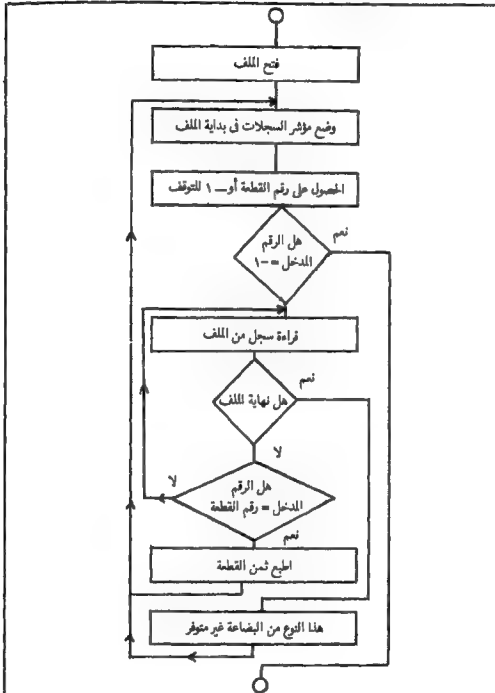 فتح الملف
وضع مؤشر السجلات فى بداية الملف
الحصول على رقم القطعة أو — ١ للتوقف
نعم
هل الرقم
المدخل = -١
قراءة سجل من الملف
نعم
هل نهاية الملف
لا
لا
هل الرقم
المدخل = رقم القطعة
نعم
اطبع ثمن القطعة
هذا النوع من البضاعة غير متوفر